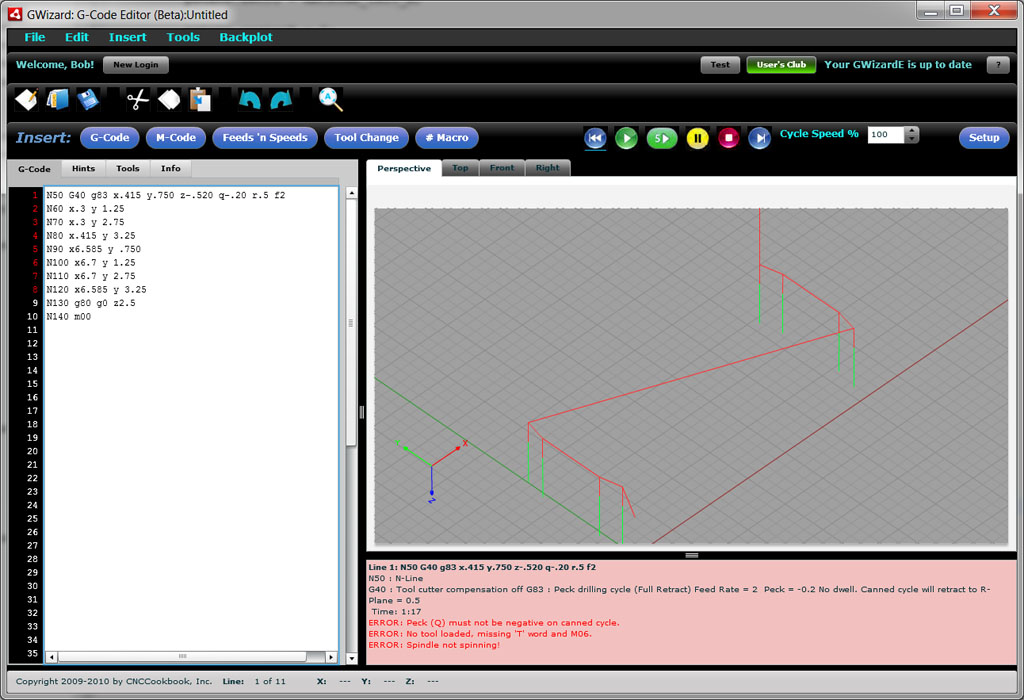 GWizard: G-Code Editor (Beta):Untitled
File Edit Insert Tools Backplot
Welcome, Bob! New Login Test User's Club Your GWizardE is up to date ?
Insert: G-Code M-Code Feeds 'n Speeds Tool Change # Macro 5 Cycle Speed % 100 Setup
G-Code Hints Tools Info Perspective Top Front Right
1 N50 G40 g83 x.415 y.750 z-.520 q-.20 r.5 f2
2 N60 x.3 y 1.25
3 N70 x.3 y 2.75
4 N80 x.415 y 3.25
5 N90 x6.585 y .750
6 N100 x6.7 y 1.25
7 N110 x6.7 y 2.75
8 N120 x6.585 y 3.25
9 N130 g80 g0 z2.5
10 N140 m00
11
12
13
14
15
16
17
18
19
20
21
22
23
24
25
26
27
28
29
30
31
32
33
34
35
X
Z
Line 1: N50 G40 g83 x.415 y.750 z-.520 q-.20 r.5 f2
N50 : N-Line
G40 : Tool cutter compensation off G83 : Peck drilling cycle (Full Retract) Feed Rate = 2 Peck = -0.2 No dwell. Canned cycle will retract to R-
Plane = 0.5
Time: 1:17
ERROR: Peck (Q) must not be negative on canned cycle.
ERROR: No tool loaded, missing 'T' word and M06.
ERROR: Spindle not spinning!
Copyright 2009-2010 by CNCCookbook, Inc. Line: 1 of 11 X: --- Y: --- Z: ---